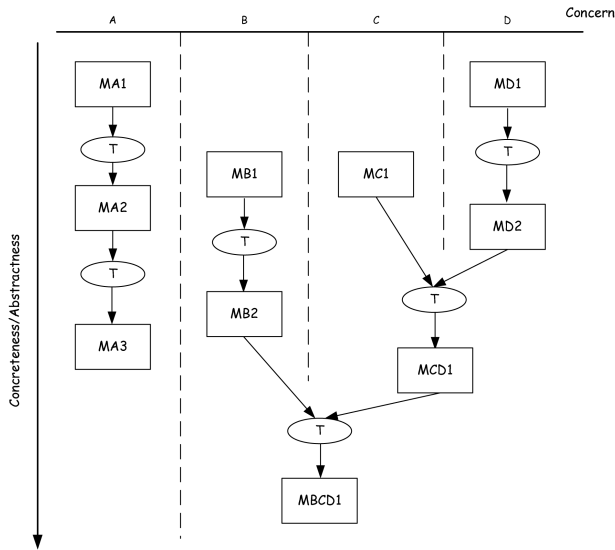 Concern
A B C D
MA1 MD1
T
T
MB1 MC1
MA2
MD2
T
T
T
MB2
MA3
MCD1
T
MBCD1
Concreteness/Abstractness